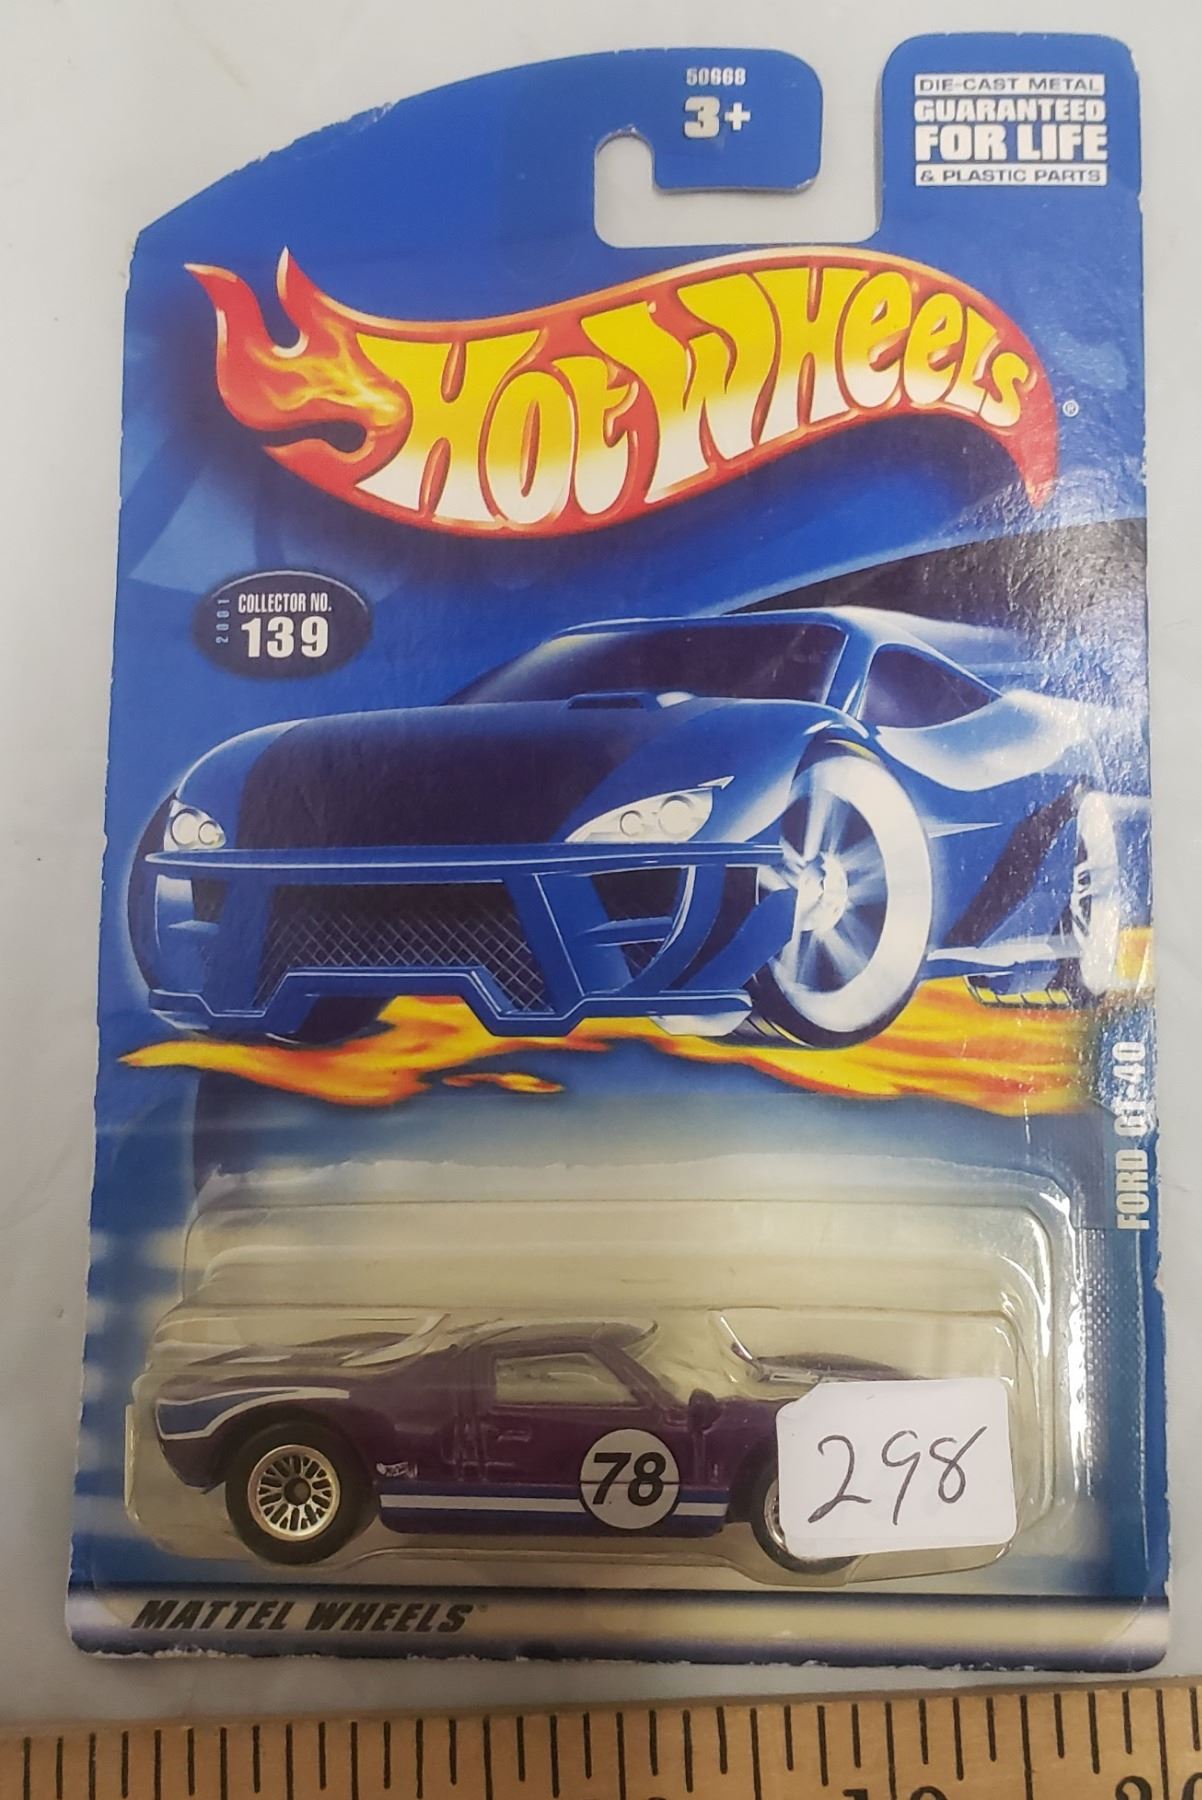 50668
3+
DIE-CAST METAL
GUARANTEED
FOR LIFE
& PLASTIC PARTS
HOT WHEELS®
2001
COLLECTOR NO.
139
FORD GT-40
78
298
MATTEL WHEELS™